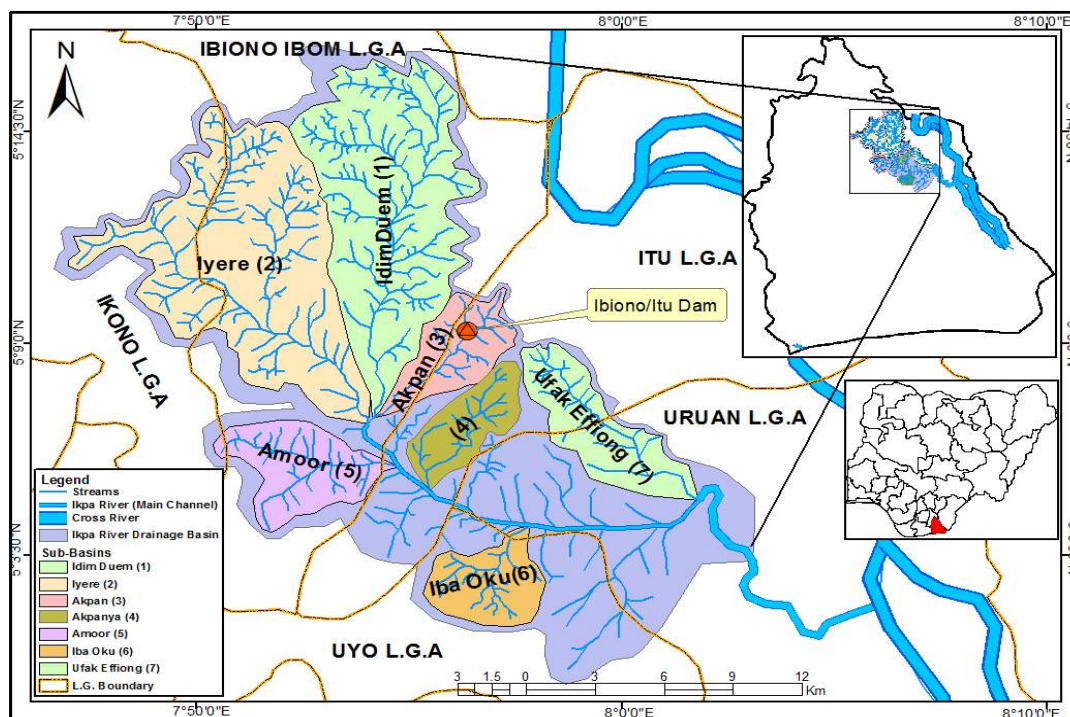 7°50'0"E
8°0'0"E
8°10'0"E
N
IBIONO IBOM L.G.A
5°14'30"N
IdimDuem (1)
Iyere (2)
ITU L.G.A
Ibiono/Itu Dam
IKONO L.G.A
5°9'0"N
Akpan (3)
Ufak Effiong (7)
URUAN L.G.A
(4)
Amoor (5)
5°3'30"N
Iba Oku(6)
UYO L.G.A
Legend
Streams
Ikpa River (Main Channel)
Cross River
Ikpa River Drainage Basin
Sub-Basins
Idim Duem (1)
Iyere (2)
Akpan (3)
Akpanya (4)
Amoor (5)
Iba Oku (6)
Ufak Effiong (7)
L.G. Boundary
3 1.5 0 3 6 9 12
Km
7°50'0"E
8°0'0"E
8°10'0"E